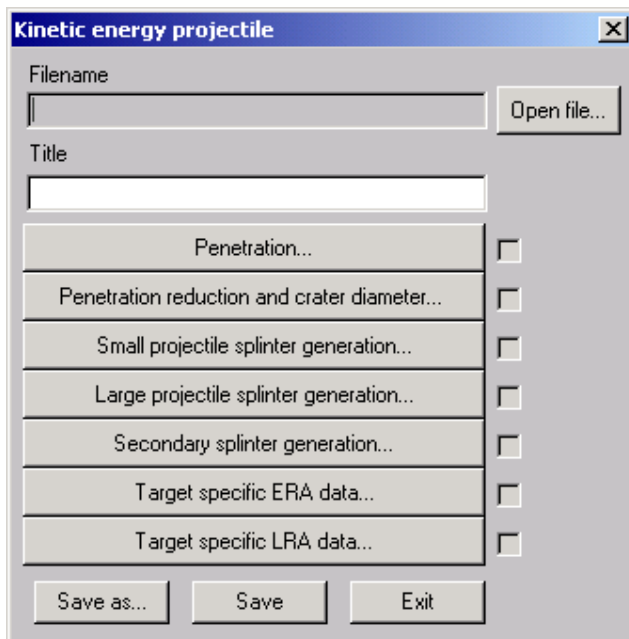 Kinetic energy projectile
Filename
Open file...
Title
Penetration...
Penetration reduction and crater diameter...
Small projectile splinter generation...
Large projectile splinter generation...
Secondary splinter generation...
Target specific ERA data...
Target specific LRA data...
Save as... Save Exit